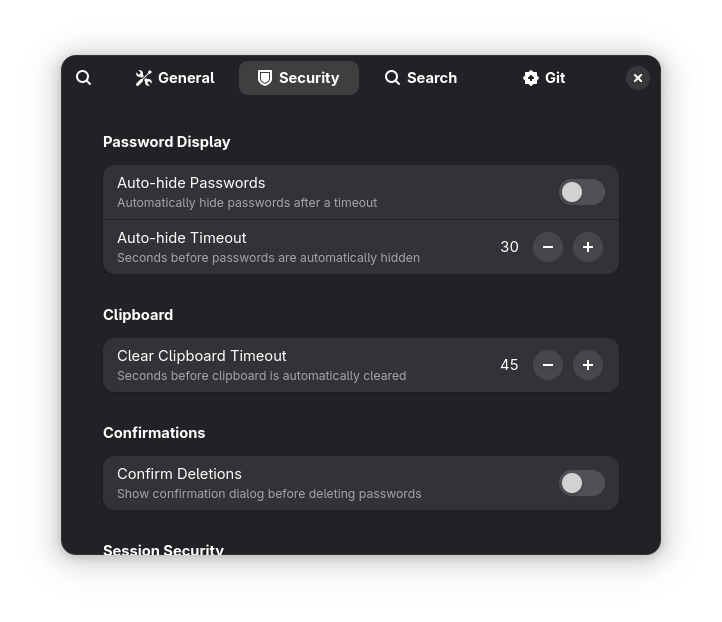 General
Security
Search
Git
Password Display
Auto-hide Passwords
Automatically hide passwords after a timeout
Auto-hide Timeout
Seconds before passwords are automatically hidden
30
Clipboard
Clear Clipboard Timeout
Seconds before clipboard is automatically cleared
45
Confirmations
Confirm Deletions
Show confirmation dialog before deleting passwords
Session Security